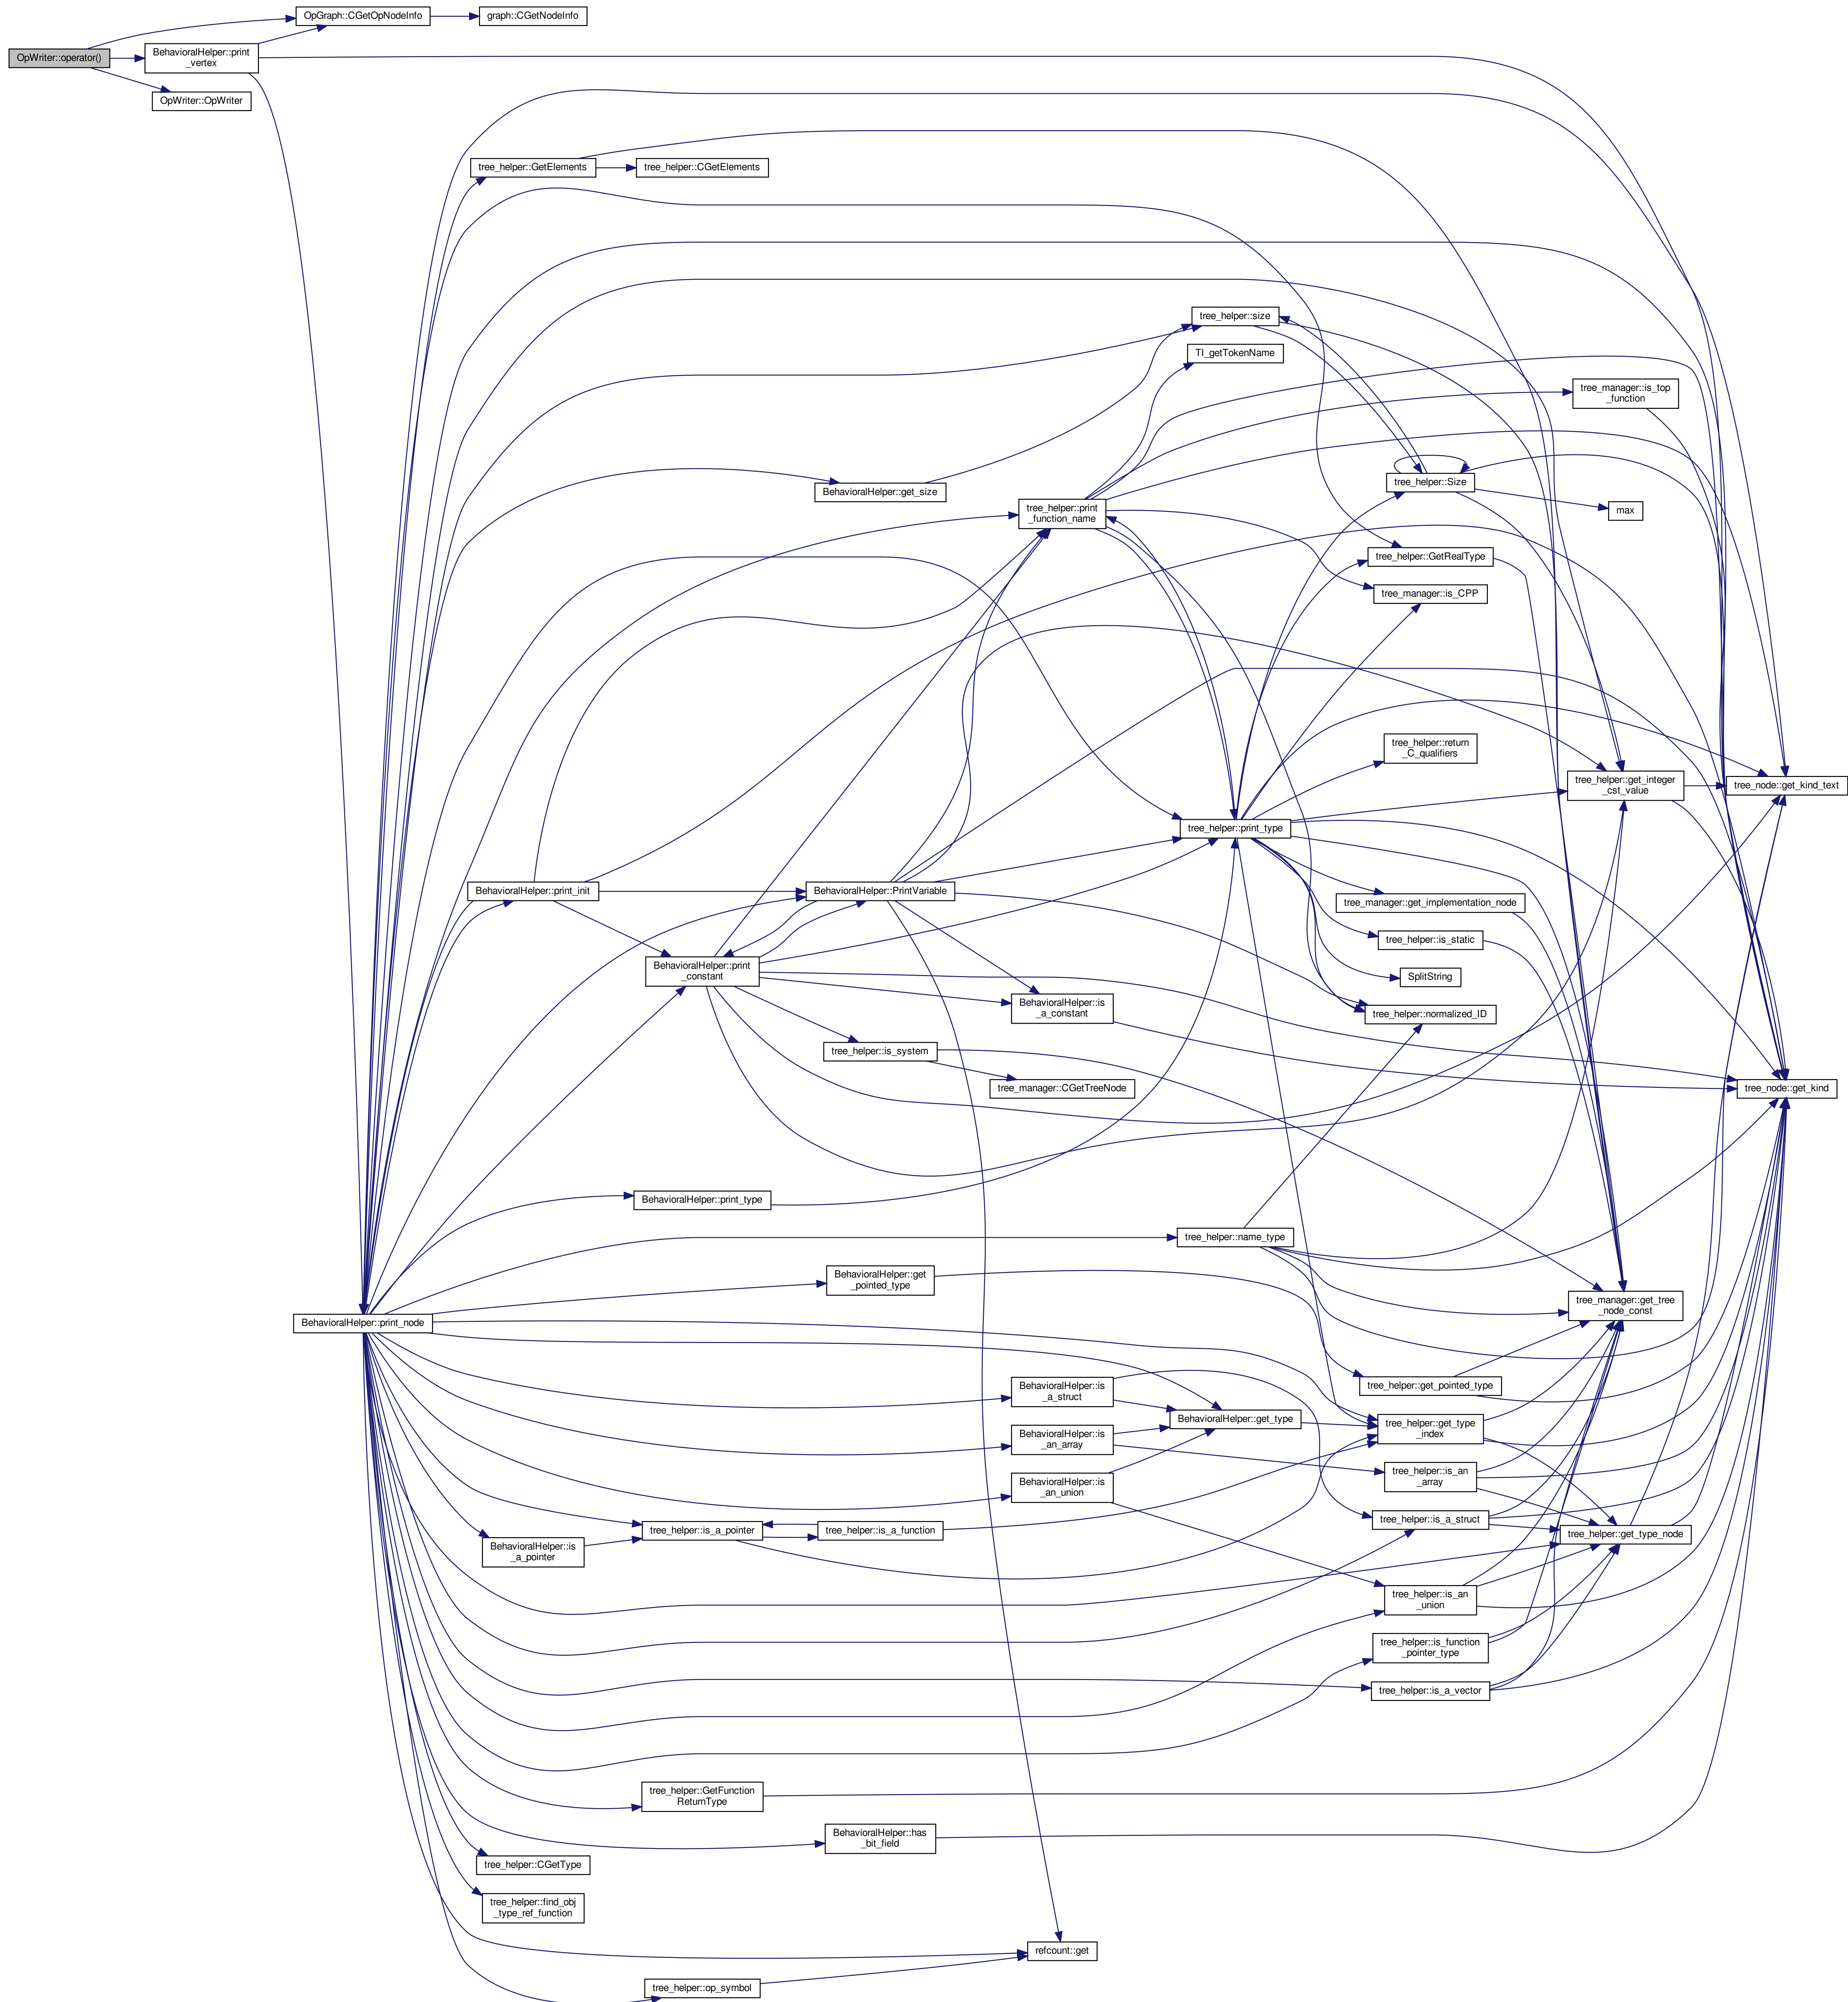 OpWriter::operator()
OpGraph::CGetOpNodeInfo
graph::CGetNodeInfo
BehavioralHelper::print
_vertex
OpWriter::OpWriter
tree_helper::GetElements
tree_helper::CGetElements
tree_helper::size
TI_getTokenName
tree_manager::is_top
_function
tree_helper::Size
BehavioralHelper::get_size
tree_helper::print
_function_name
max
tree_helper::GetRealType
tree_manager::is_CPP
tree_helper::return
_C_qualifiers
tree_helper::get_integer
_cst_value
tree_node::get_kind_text
tree_helper::print_type
BehavioralHelper::print_init
BehavioralHelper::PrintVariable
tree_manager::get_implementation_node
tree_helper::is_static
BehavioralHelper::print
_constant
SplitString
BehavioralHelper::is
_a_constant
tree_helper::normalized_ID
tree_helper::is_system
tree_manager::CGetTreeNode
tree_node::get_kind
BehavioralHelper::print_type
tree_helper::name_type
BehavioralHelper::get
_pointed_type
tree_manager::get_tree
_node_const
BehavioralHelper::print_node
tree_helper::get_pointed_type
BehavioralHelper::is
_a_struct
BehavioralHelper::get_type
tree_helper::get_type
_index
BehavioralHelper::is
_an_array
tree_helper::is_an
_array
BehavioralHelper::is
_an_union
tree_helper::is_a_struct
tree_helper::is_a_pointer
tree_helper::is_a_function
tree_helper::get_type_node
BehavioralHelper::is
_a_pointer
tree_helper::is_an
_union
tree_helper::is_function
_pointer_type
tree_helper::is_a_vector
tree_helper::GetFunction
ReturnType
BehavioralHelper::has
_bit_field
tree_helper::CGetType
tree_helper::find_obj
_type_ref_function
refcount::get
tree_helper::op_symbol